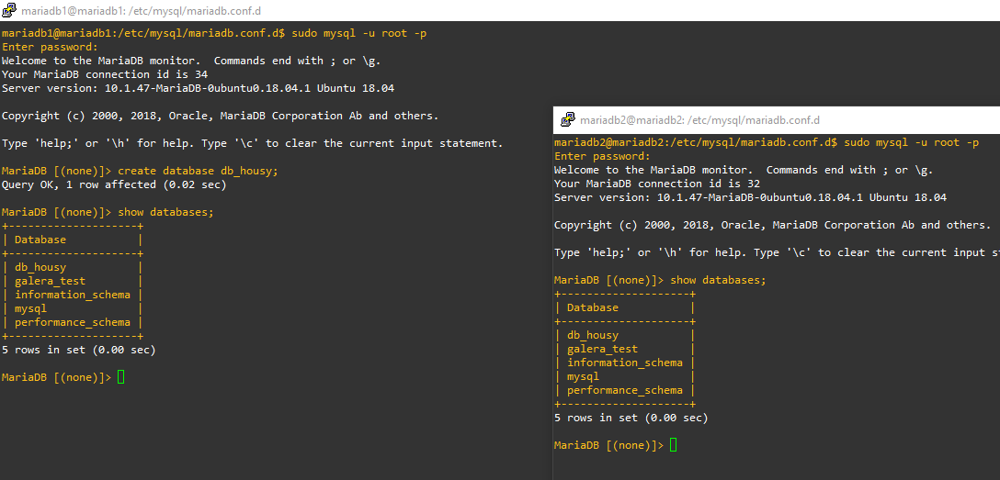 mariadb1@mariadb1: /etc/mysql/mariadb.conf.d
mariadb1@mariadb1:/etc/mysql/mariadb.conf.d$ sudo mysql -u root -p
Enter password:
Welcome to the MariaDB monitor.  Commands end with ; or \g.
Your MariaDB connection id is 34
Server version: 10.1.47-MariaDB-0ubuntu0.18.04.1 Ubuntu 18.04

Copyright (c) 2000, 2018, Oracle, MariaDB Corporation Ab and others.

Type 'help;' or '\h' for help. Type '\c' to clear the current input statement.

MariaDB [(none)]> create database db_housy;
Query OK, 1 row affected (0.02 sec)

MariaDB [(none)]> show databases;
+--------------------+
| Database           |
+--------------------+
| db_housy           |
| galera_test        |
| information_schema |
| mysql              |
| performance_schema |
+--------------------+
5 rows in set (0.00 sec)

MariaDB [(none)]>
mariadb2@mariadb2: /etc/mysql/mariadb.conf.d
mariadb2@mariadb2:/etc/mysql/mariadb.conf.d$ sudo mysql -u root -p
Enter password:
Welcome to the MariaDB monitor.  Commands end with ; or \g.
Your MariaDB connection id is 32
Server version: 10.1.47-MariaDB-0ubuntu0.18.04.1 Ubuntu 18.04

Copyright (c) 2000, 2018, Oracle, MariaDB Corporation Ab and others.

Type 'help;' or '\h' for help. Type '\c' to clear the current input s

MariaDB [(none)]> show databases;
+--------------------+
| Database           |
+--------------------+
| db_housy           |
| galera_test        |
| information_schema |
| mysql              |
| performance_schema |
+--------------------+
5 rows in set (0.00 sec)

MariaDB [(none)]>